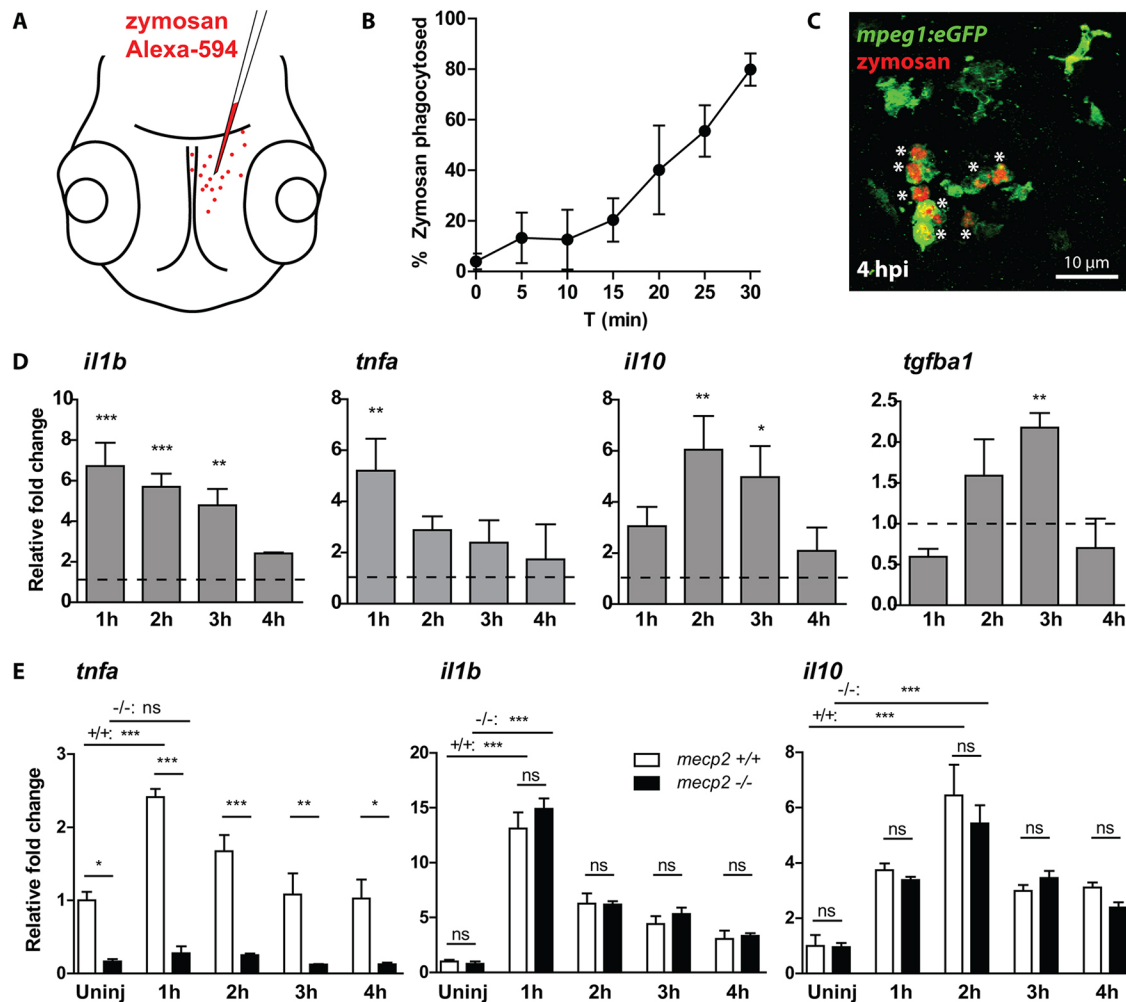 A
zymosan
Alexa-594
B
% Zymosan phagocytosed
100
80
60
40
20
0
0 5 10 15 20 25 30
T (min)
C
mpeg1:eGFP
zymosan
* * * * * * * *
4 hpi
10 µm
D
il1b
tnfa
il10
tgfba1
Relative fold change
10
8
6
4
2
0
*** *** **
1h 2h 3h 4h
8
6
4
2
0
**
1h 2h 3h 4h
8
6
4
2
0
** *
1h 2h 3h 4h
2.5
2.0
1.5
1.0
0.5
0.0
**
1h 2h 3h 4h
E
tnfa
il1b
il10
Relative fold change
-/-: ns
+/+: ***
3
2
1
0
* *** *** ** *
Uninj 1h 2h 3h 4h
-/-: ***
+/+: ***
20
15
10
5
0
ns ns ns ns ns
mecp2 +/+
mecp2 -/-
Uninj 1h 2h 3h 4h
-/-: ***
+/+: ***
8
6
4
2
0
ns ns ns ns ns
Uninj 1h 2h 3h 4h